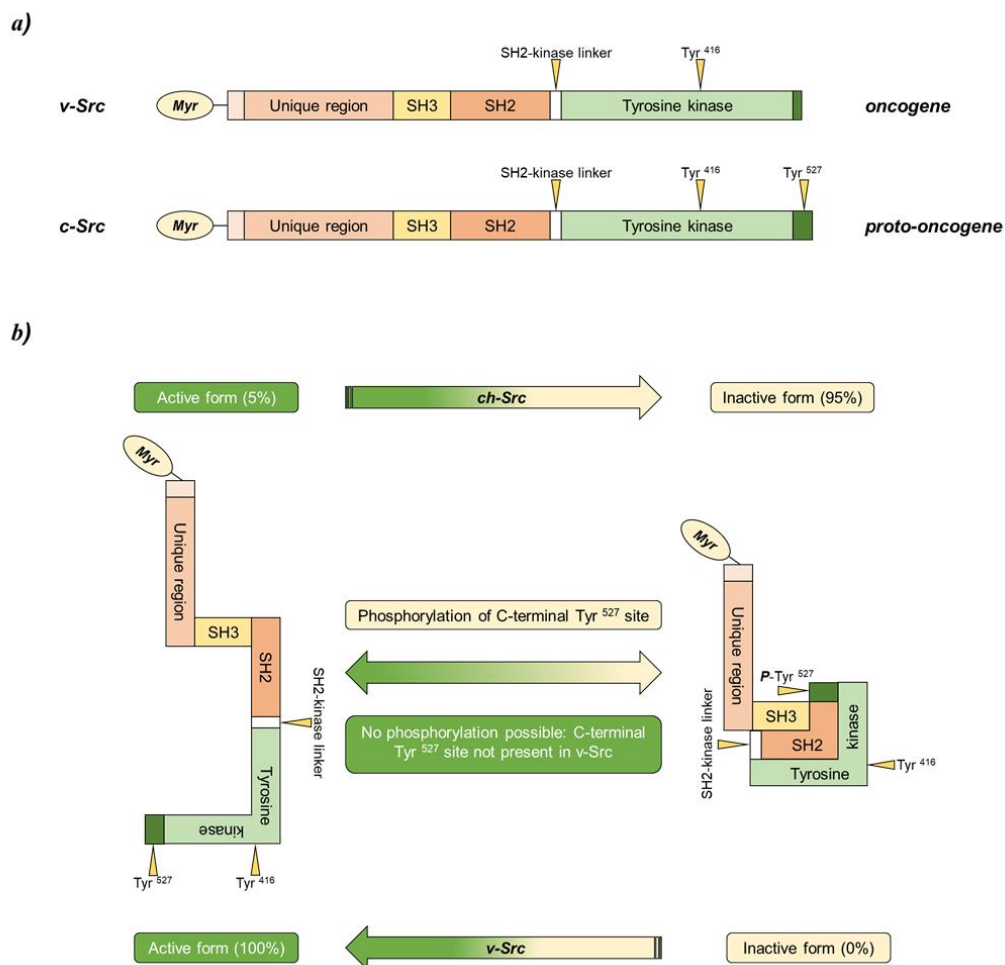 a)
SH2-kinase linker Tyr 416
v-Src Myr Unique region SH3 SH2 Tyrosine kinase oncogene
SH2-kinase linker Tyr 416 Tyr 527
c-Src Myr Unique region SH3 SH2 Tyrosine kinase proto-oncogene
b)
Active form (5%) ch-Src Inactive form (95%)
Myr
Unique region
SH3
SH2
SH2-kinase linker
Tyrosine
kinase
Tyr 527 Tyr 416
Phosphorylation of C-terminal Tyr 527 site
No phosphorylation possible: C-terminal
Tyr 527 site not present in v-Src
Myr
Unique region
P-Tyr 527
SH3
SH2
SH2-kinase linker
kinase
Tyrosine
Tyr 416
Active form (100%) v-Src Inactive form (0%)